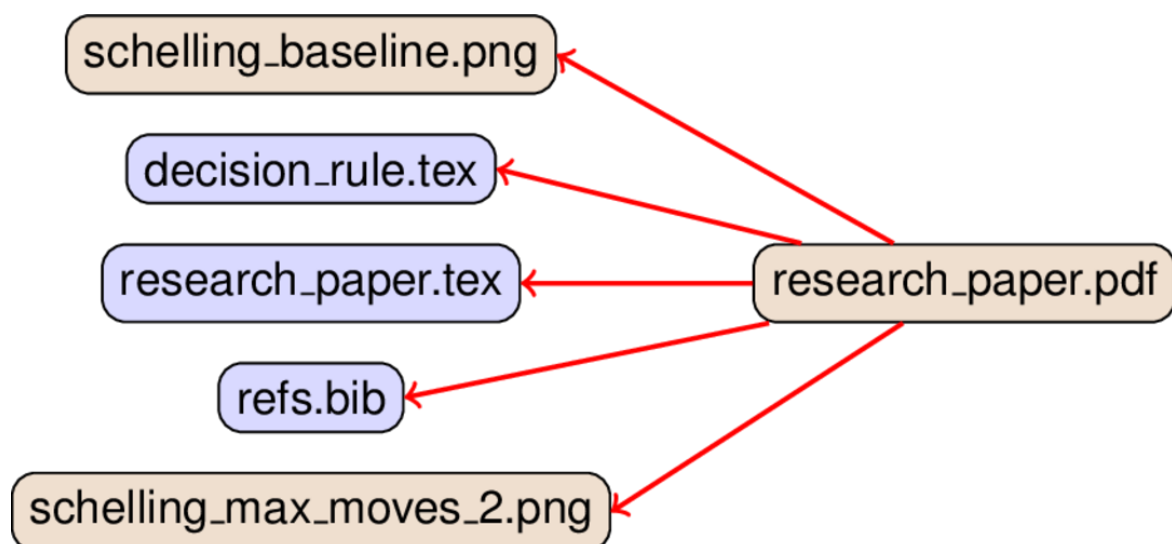 schelling_baseline.png
decision_rule.tex
research_paper.tex
research_paper.pdf
refs.bib
schelling_max_moves_2.png